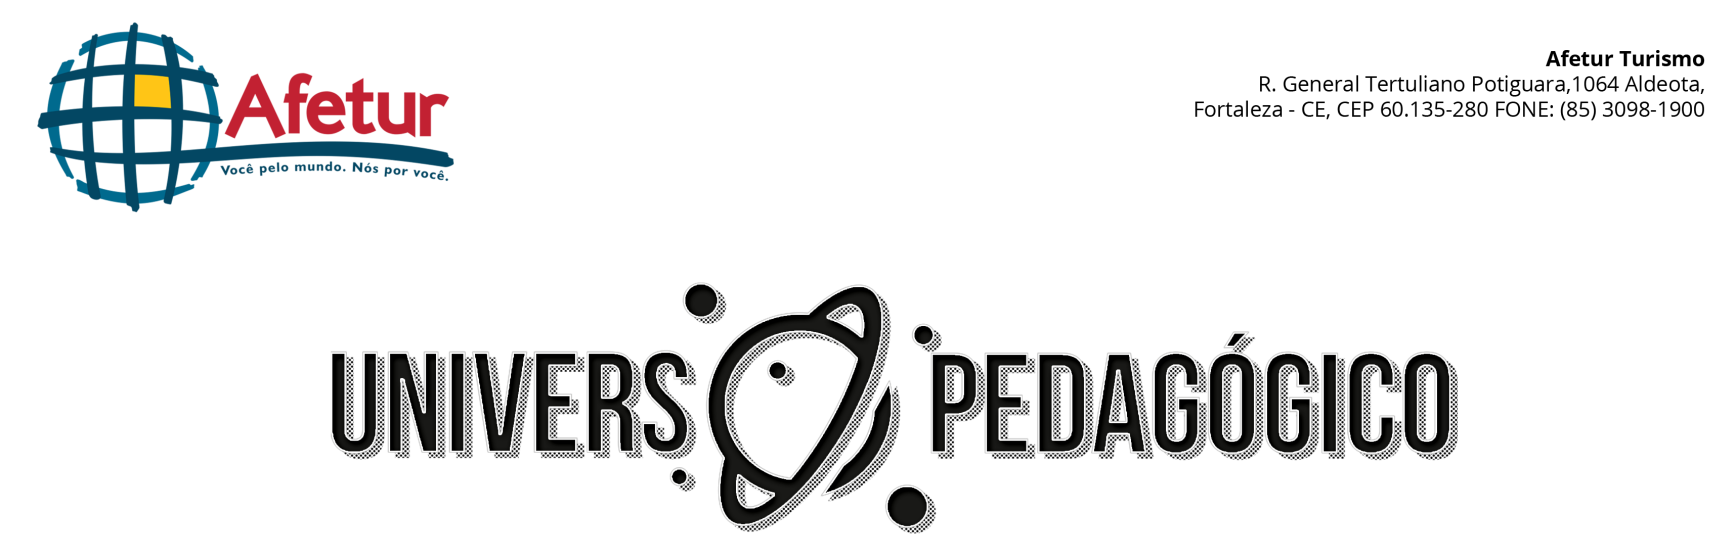 Afetur
Você pelo mundo. Nós por você.
Afetur Turismo
R. General Tertuliano Potiguara,1064 Aldeota,
Fortaleza - CE, CEP 60.135-280 FONE: (85) 3098-1900
UNIVERSO PEDAGÓGICO